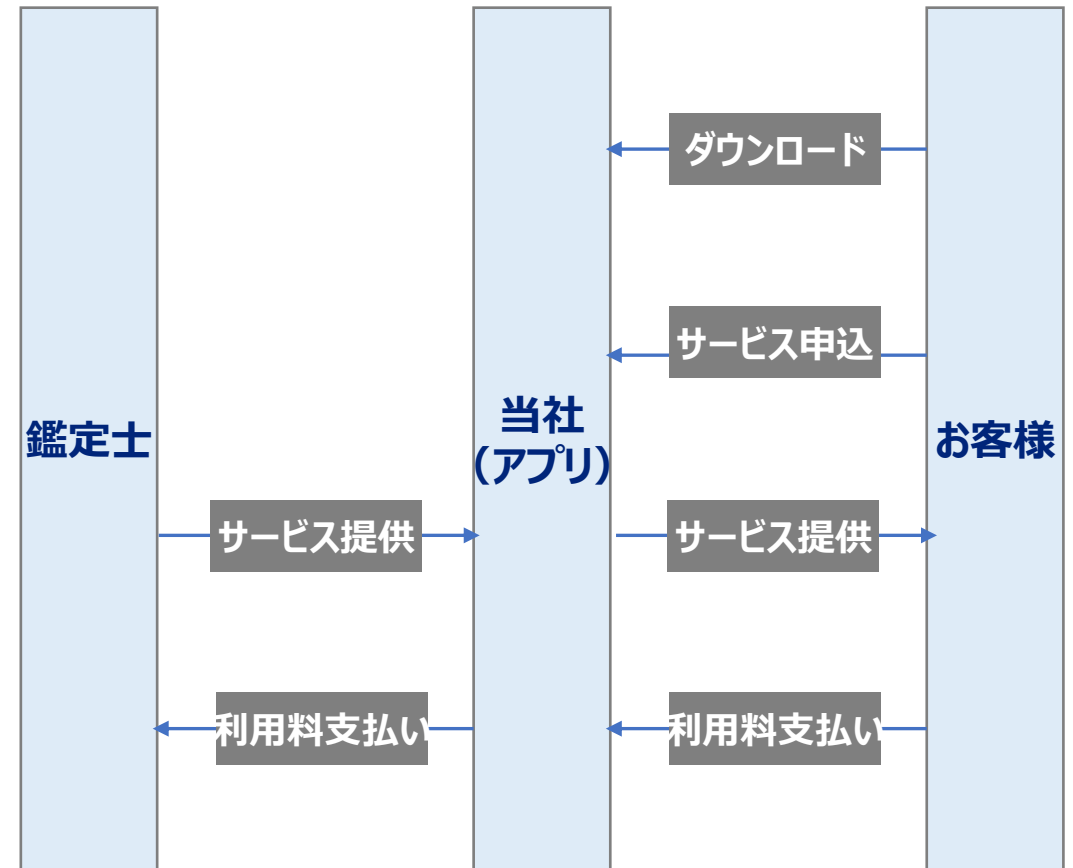 ダウンロード
サービス申込
鑑定士
当社
（アプリ）
お客様
サービス提供
サービス提供
利用料支払い
利用料支払い